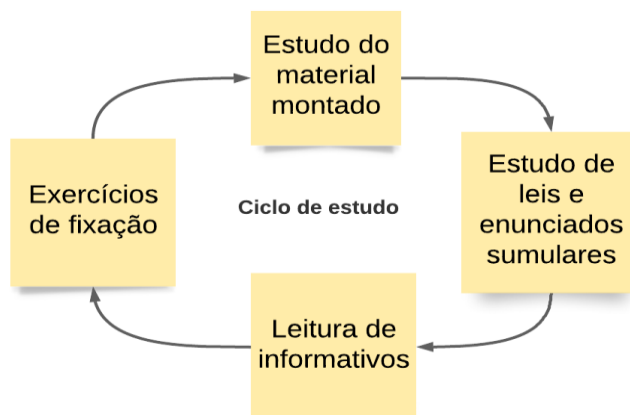 Estudo do
material
montado
Estudo de
leis e
enunciados
sumulares
Exercícios
de fixação
Ciclo de estudo
Leitura de
informativos